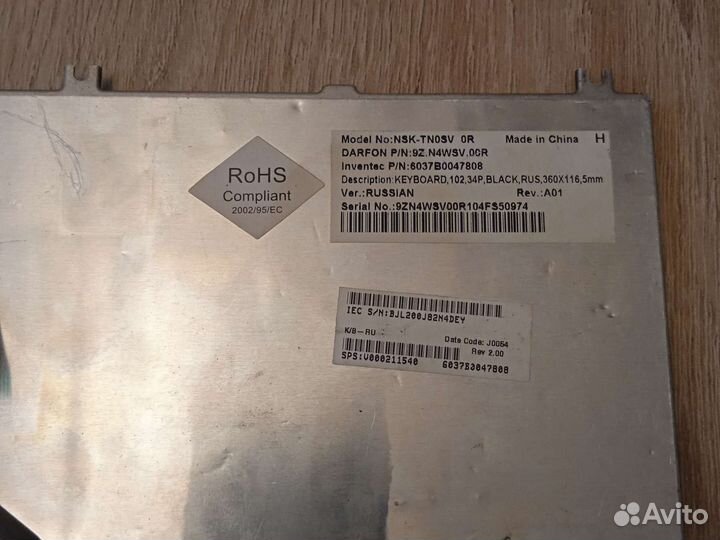 RoHS
Compliant
2002/95/EC
Model No:NSK-TN0SV 0R Made in China H
DARFON P/N:9Z.N4WSV.00R
Inventec P/N:6037B0047808
Description:KEYBOARD,102,34P,BLACK,RUS,360X116,5mm
Ver.:RUSSIAN Rev.:A01
Serial No.:9ZN4WSV00R104FS50974
IEC S/N:BJL200J82N4DEY
K/B-RU Date Code: J0054
Rev 2.00
SPS:V000211540 6037B0047808
Avito